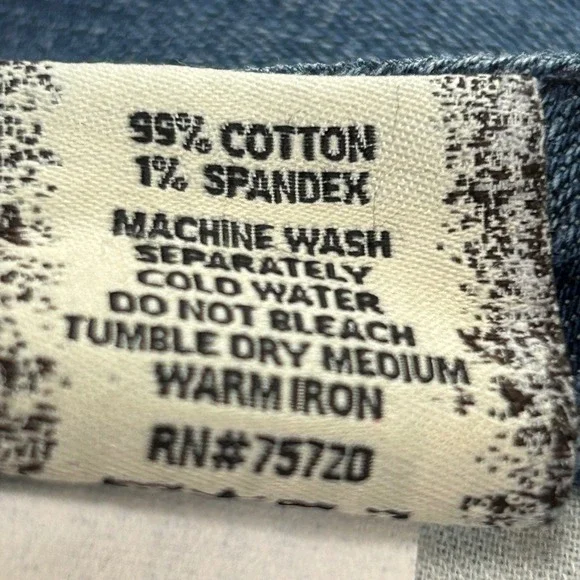 99% COTTON
1% SPANDEX
MACHINE WASH
SEPARATELY
COLD WATER
DO NOT BLEACH
TUMBLE DRY MEDIUM
WARM IRON
RN#75720